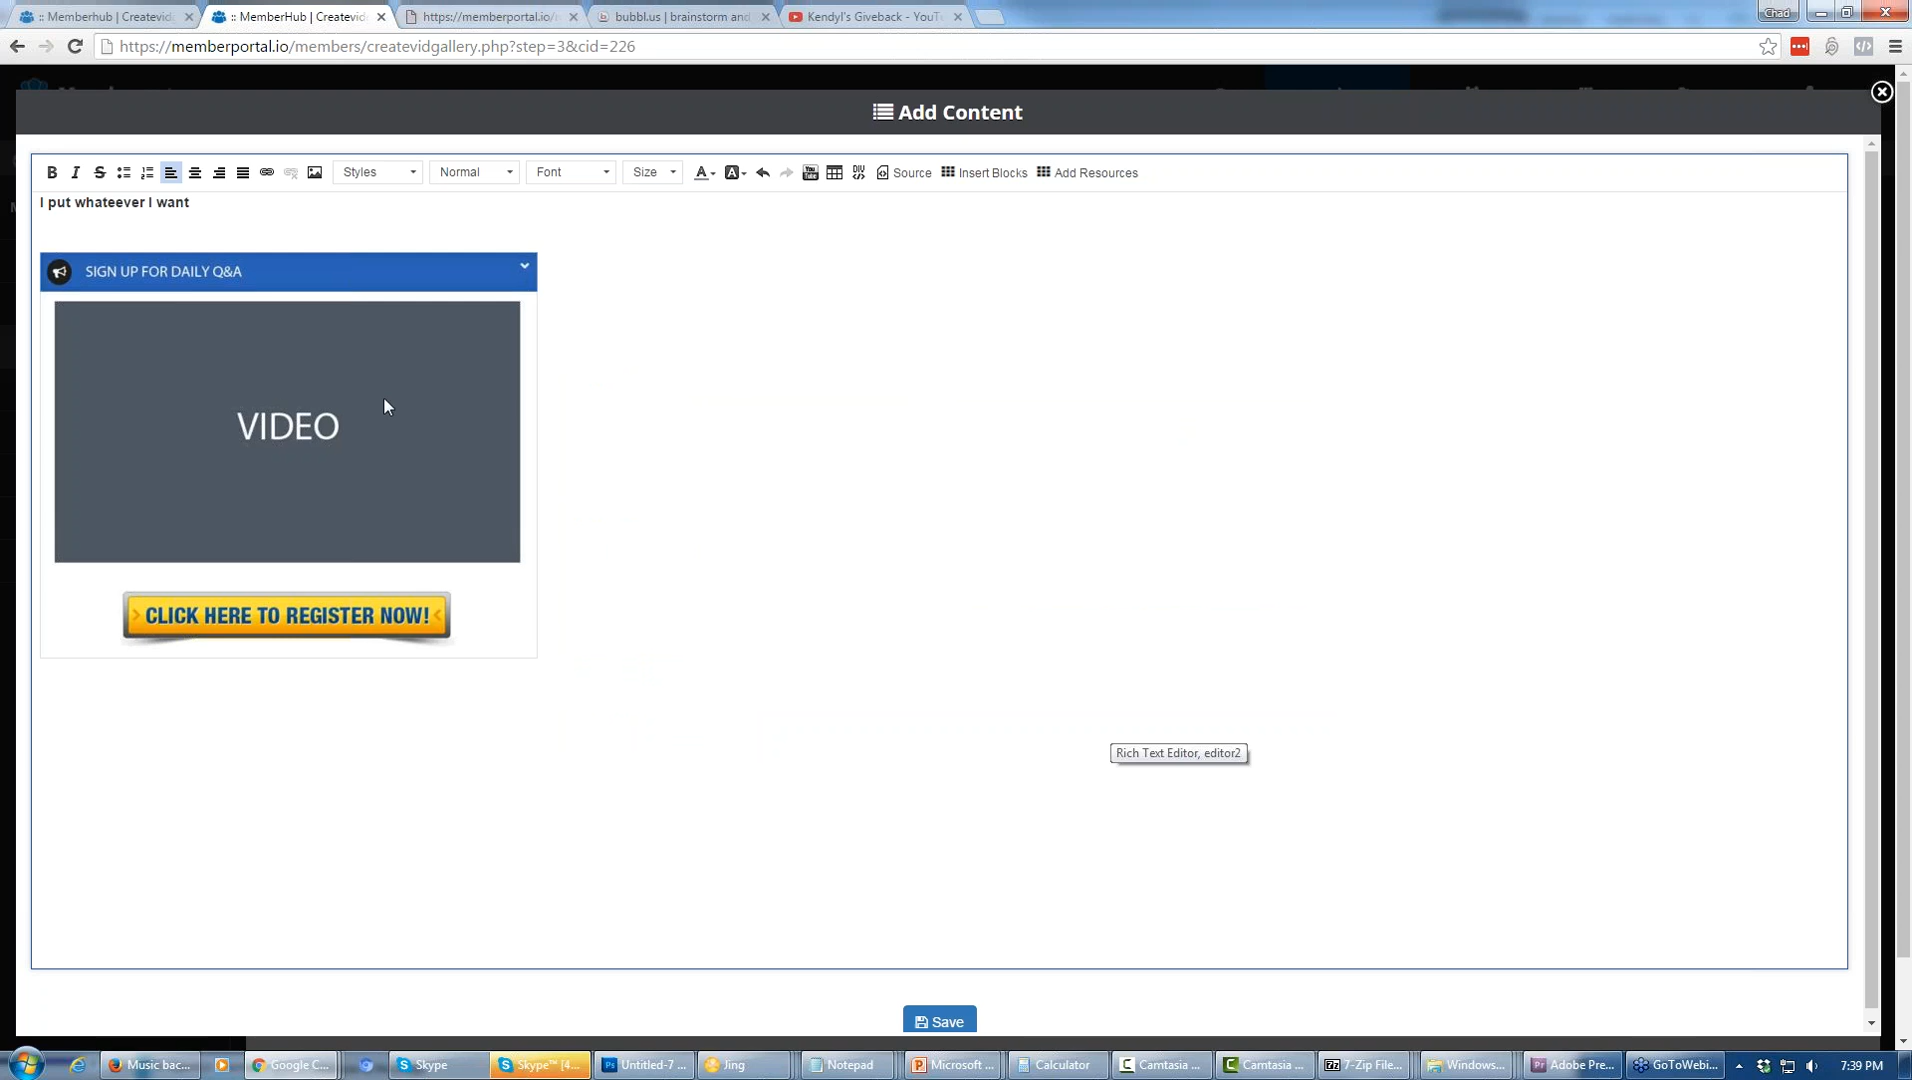 :: Memberhub | Createvid
:: MemberHub | Createvid
https://memberportal.io/
bubbl.us | brainstorm and
Kendyl's Giveback - YouT
Chad
https://memberportal.io/members/createvidgallery.php?step=3&cid=226
Add Content
B I S Styles Normal Font Size A A You Tube DIV Source Insert Blocks Add Resources
I put whateever I want
SIGN UP FOR DAILY Q&A
VIDEO
CLICK HERE TO REGISTER NOW!
Rich Text Editor, editor2
Save
Music bac...
Google C...
Skype
Skype™ [4...
Untitled-7 ...
Jing
Notepad
Microsoft ...
Calculator
Camtasia ...
Camtasia ...
7-Zip File...
Windows...
Adobe Pre...
GoToWebi...
7:39 PM